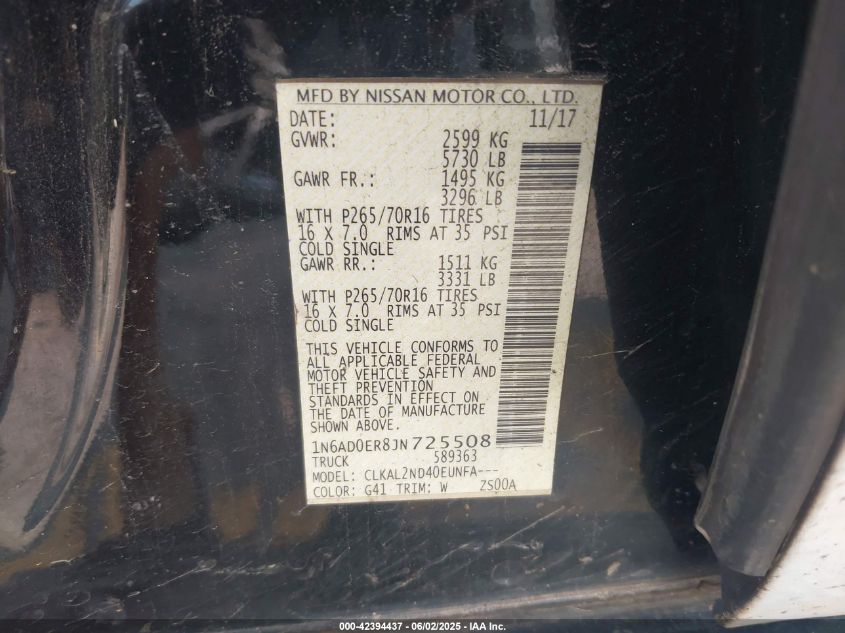 MFD BY NISSAN MOTOR CO., LTD.
DATE: 11/17
GVWR: 2599 KG
5730 LB
GAWR FR.: 1495 KG
3296 LB
WITH P265/70R16 TIRES
16 X 7.0 RIMS AT 35 PSI
COLD SINGLE
GAWR RR.: 1511 KG
3331 LB
WITH P265/70R16 TIRES
16 X 7.0 RIMS AT 35 PSI
COLD SINGLE
THIS VEHICLE CONFORMS TO
ALL APPLICABLE FEDERAL
MOTOR VEHICLE SAFETY AND
THEFT PREVENTION
STANDARDS IN EFFECT ON
THE DATE OF MANUFACTURE
SHOWN ABOVE.
1N6AD0ER8JN725508
TRUCK 589363
MODEL: CLKAL2ND40EUNFA---
COLOR: G41 TRIM: W ZS00A
000-42394437 - 06/02/2025 - IAA Inc.